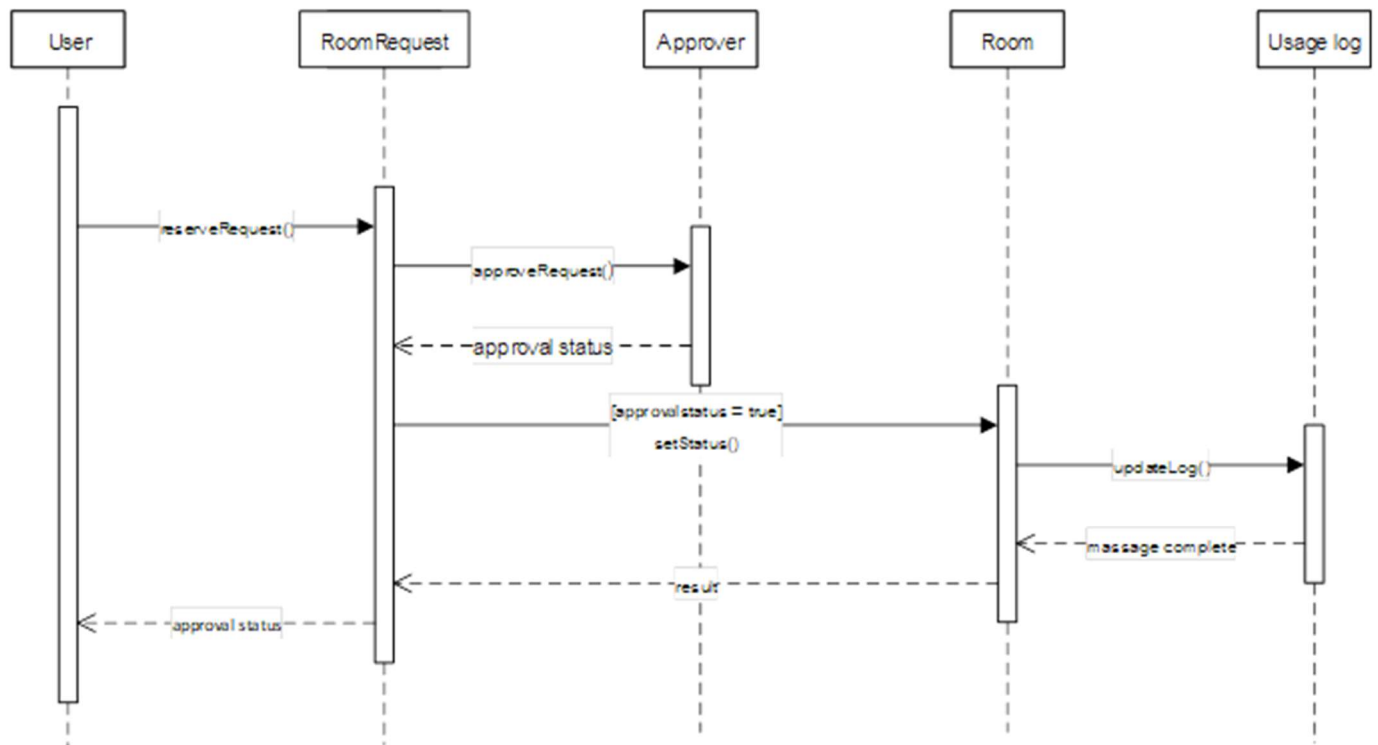 User
RoomRequest
Approver
Room
Usage log
reserveRequest()
approveRequest()
approval status
[approvalstatus = true]
setStatus()
updateLog()
massage complete
result
approval status